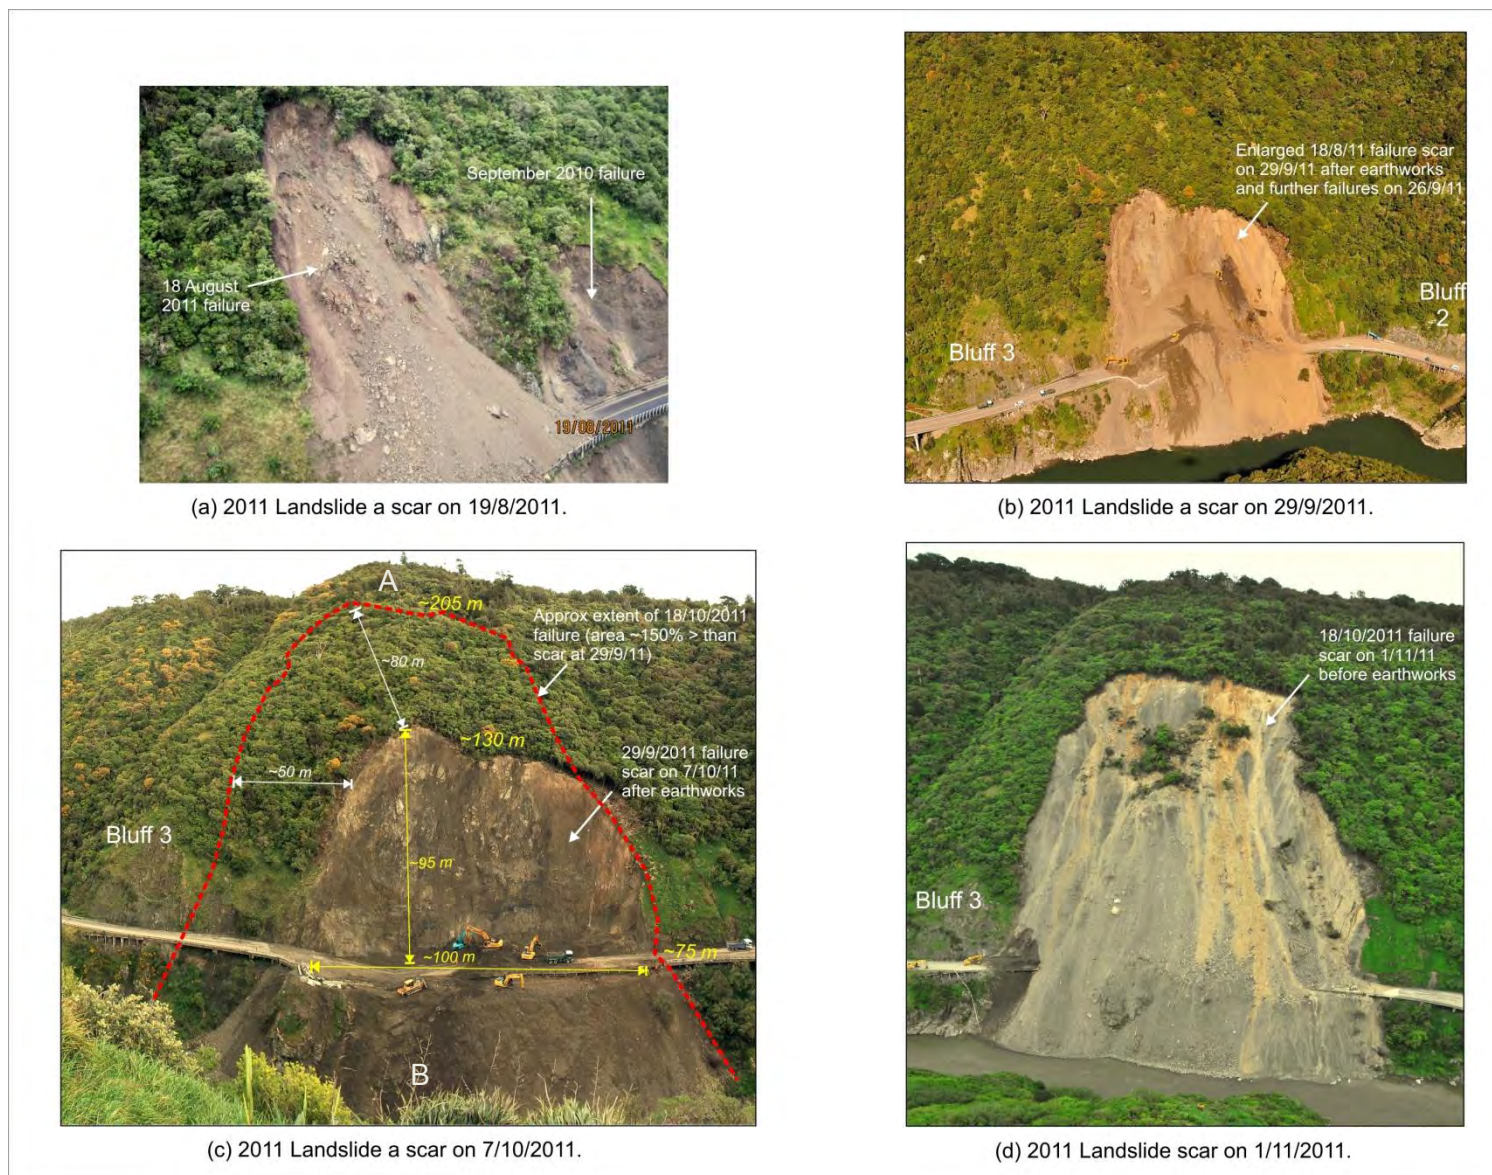 September 2010 failure
18 August
2011 failure
19/08/2011
(a) 2011 Landslide a scar on 19/8/2011.
Enlarged 18/8/11 failure scar
on 29/9/11 after earthworks
and further failures on 26/9/11
Bluff
2
Bluff 3
(b) 2011 Landslide a scar on 29/9/2011.
A
~205 m
Approx extent of 18/10/2011
failure (area ~150% > than
scar at 29/9/11)
~80 m
~130 m
29/9/2011 failure
scar on 7/10/11
after earthworks
~50 m
Bluff 3
~95 m
~75 m
~100 m
B
(c) 2011 Landslide a scar on 7/10/2011.
18/10/2011 failure
scar on 1/11/11
before earthworks
Bluff 3
(d) 2011 Landslide scar on 1/11/2011.